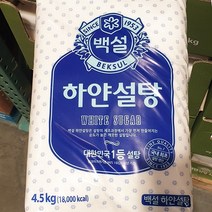 SINCE 1953
백설
BEKSUL
하얀설탕
WHITE SUGAR
대한민국 1등 설탕
4.5kg (18,000 kcal)
백설 하얀설탕